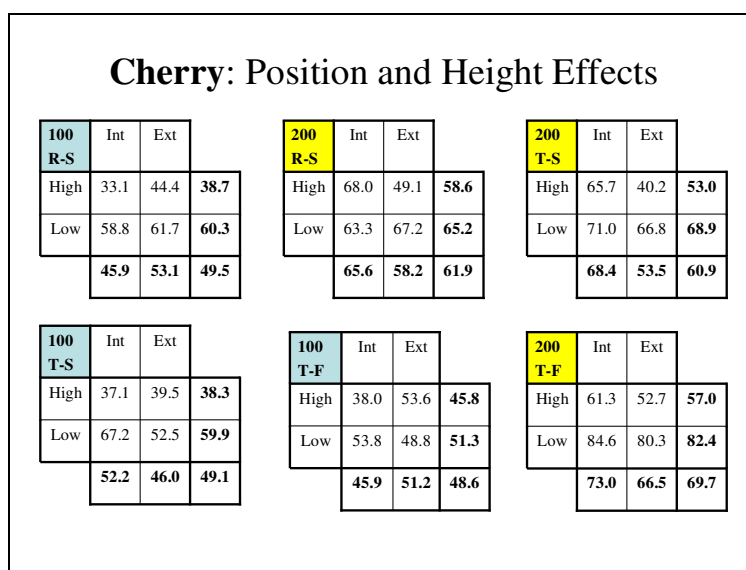 Cherry: Position and Height Effects
100 R-S Int Ext
High 33.1 44.4 38.7
Low 58.8 61.7 60.3
45.9 53.1 49.5
200 R-S Int Ext
High 68.0 49.1 58.6
Low 63.3 67.2 65.2
65.6 58.2 61.9
200 T-S Int Ext
High 65.7 40.2 53.0
Low 71.0 66.8 68.9
68.4 53.5 60.9
100 T-S Int Ext
High 37.1 39.5 38.3
Low 67.2 52.5 59.9
52.2 46.0 49.1
100 T-F Int Ext
High 38.0 53.6 45.8
Low 53.8 48.8 51.3
45.9 51.2 48.6
200 T-F Int Ext
High 61.3 52.7 57.0
Low 84.6 80.3 82.4
73.0 66.5 69.7